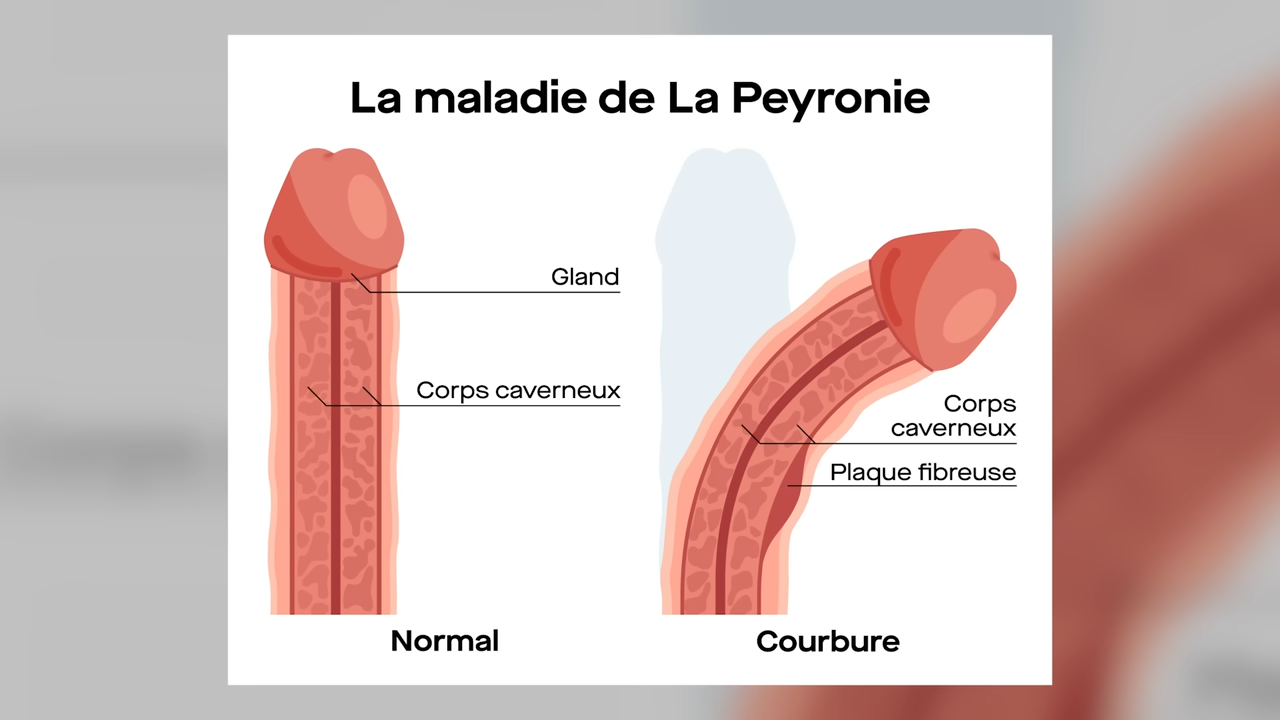 La maladie de La Peyronie
Gland
Corps caverneux
Corps
caverneux
Plaque fibreuse
Normal
Courbure